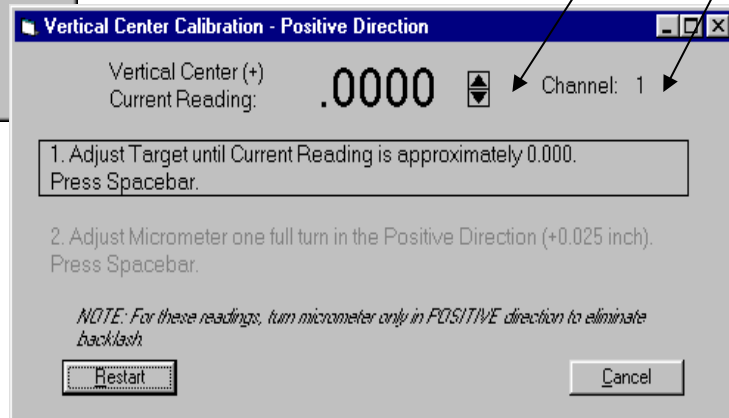 Vertical Center Calibration - Positive Direction
Vertical Center (+)
Current Reading:
.0000
Channel: 1
1. Adjust Target until Current Reading is approximately 0.000.
Press Spacebar.
2. Adjust Micrometer one full turn in the Positive Direction (+0.025 inch).
Press Spacebar.
NOTE: For these readings, turn micrometer only in POSITIVE direction to eliminate
backlash.
Restart
Cancel